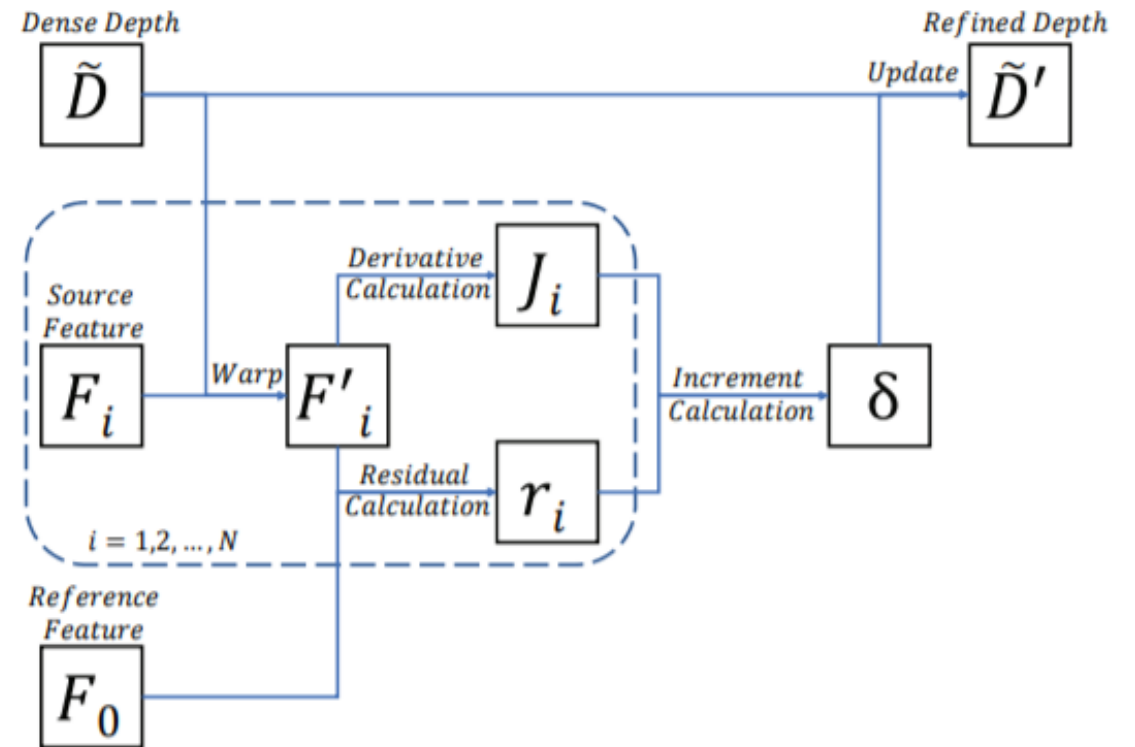 Dense Depth
D̃
Refined Depth
Update
D̃′
Source
Feature
F_i
Warp
F′_i
Derivative
Calculation
J_i
Residual
Calculation
r_i
Increment
Calculation
δ
i = 1,2, … , N
Reference
Feature
F_0